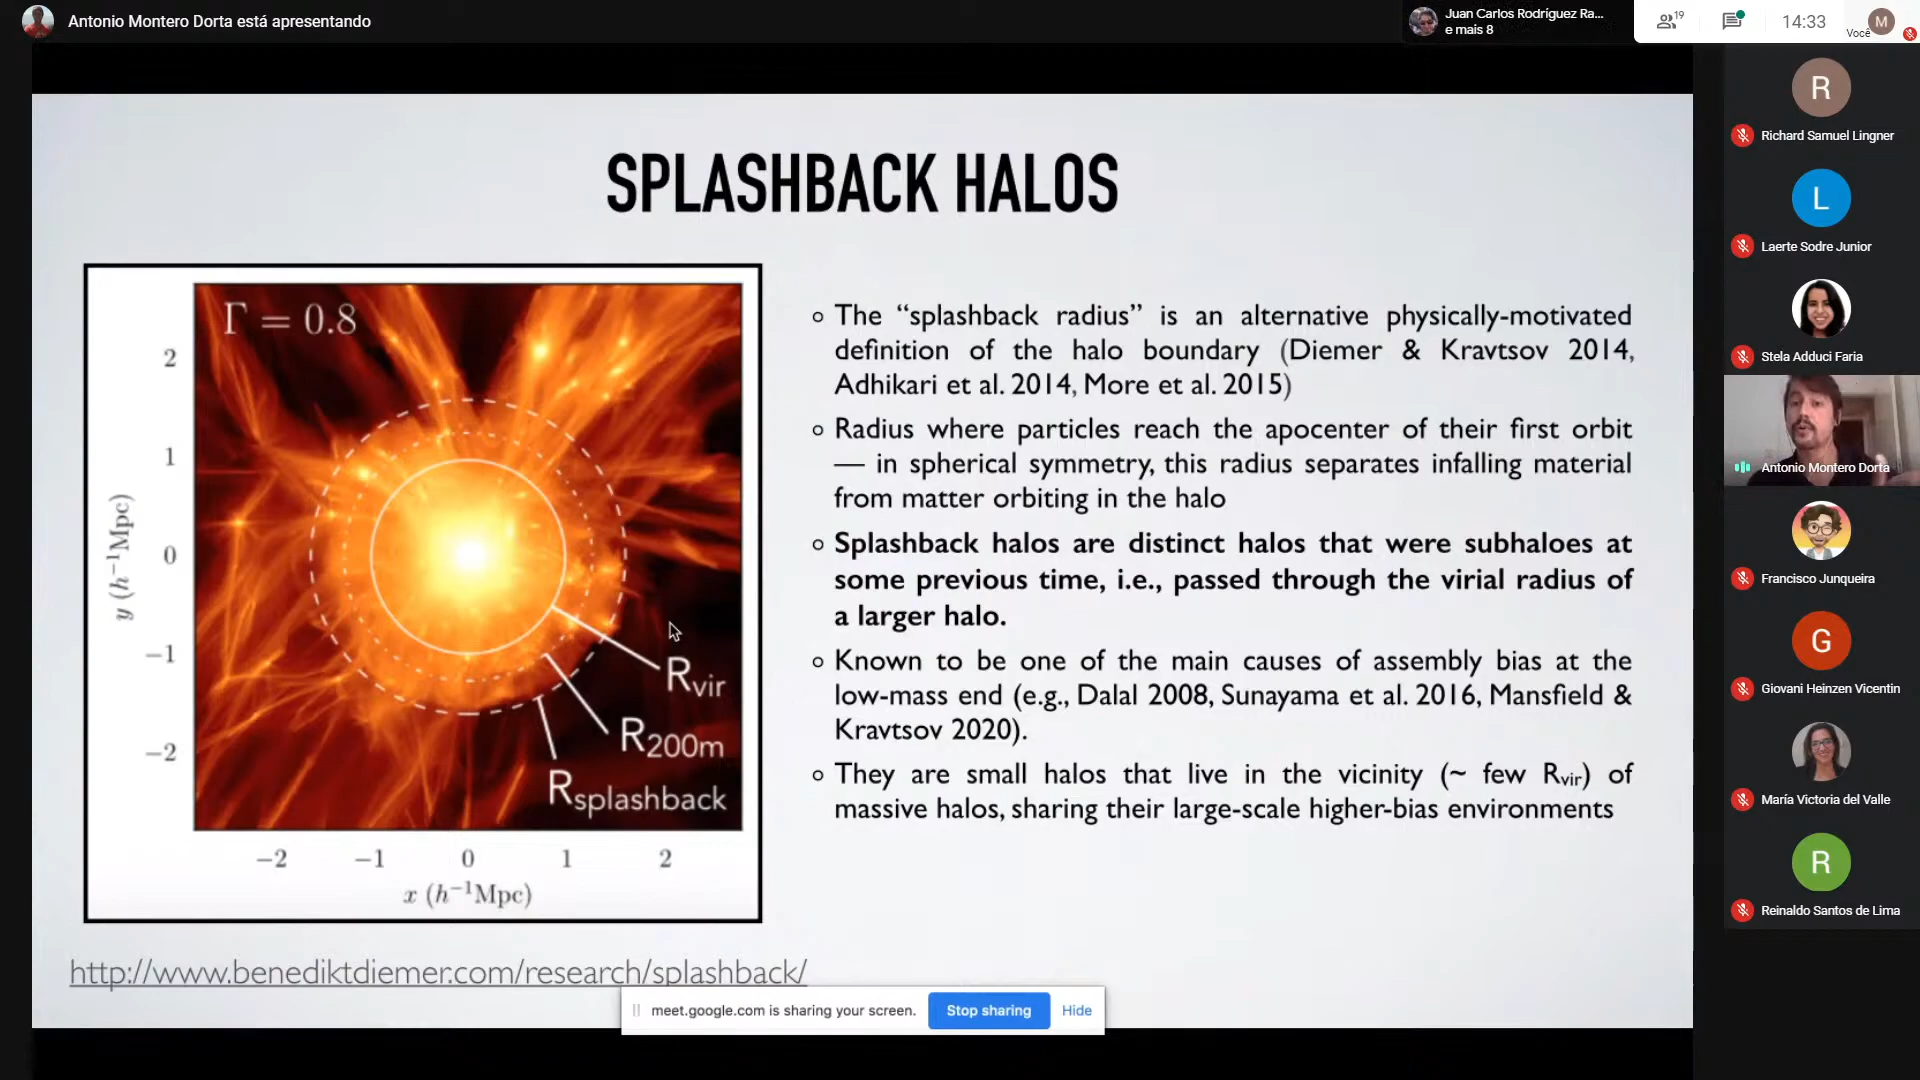 Antonio Montero Dorta está apresentando
Juan Carlos Rodríguez Ra...
e mais 8
19
14:33
Você
M
SPLASHBACK HALOS
Γ = 0.8
2
1
0
−1
−2
y (h⁻¹Mpc)
Rvir
R200m
Rsplashback
−2 −1 0 1 2
x (h⁻¹Mpc)
http://www.benediktdiemer.com/research/splashback/
The “splashback radius” is an alternative physically-motivated
definition of the halo boundary (Diemer & Kravtsov 2014,
Adhikari et al. 2014, More et al. 2015)
Radius where particles reach the apocenter of their first orbit
— in spherical symmetry, this radius separates infalling material
from matter orbiting in the halo
Splashback halos are distinct halos that were subhaloes at
some previous time, i.e., passed through the virial radius of
a larger halo.
Known to be one of the main causes of assembly bias at the
low-mass end (e.g., Dalal 2008, Sunayama et al. 2016, Mansfield &
Kravtsov 2020).
They are small halos that live in the vicinity (~ few Rvir) of
massive halos, sharing their large-scale higher-bias environments
meet.google.com is sharing your screen.
Stop sharing
Hide
R
Richard Samuel Lingner
L
Laerte Sodre Junior
Stela Adduci Faria
Antonio Montero Dorta
Francisco Junqueira
G
Giovani Heinzen Vicentin
María Victoria del Valle
R
Reinaldo Santos de Lima